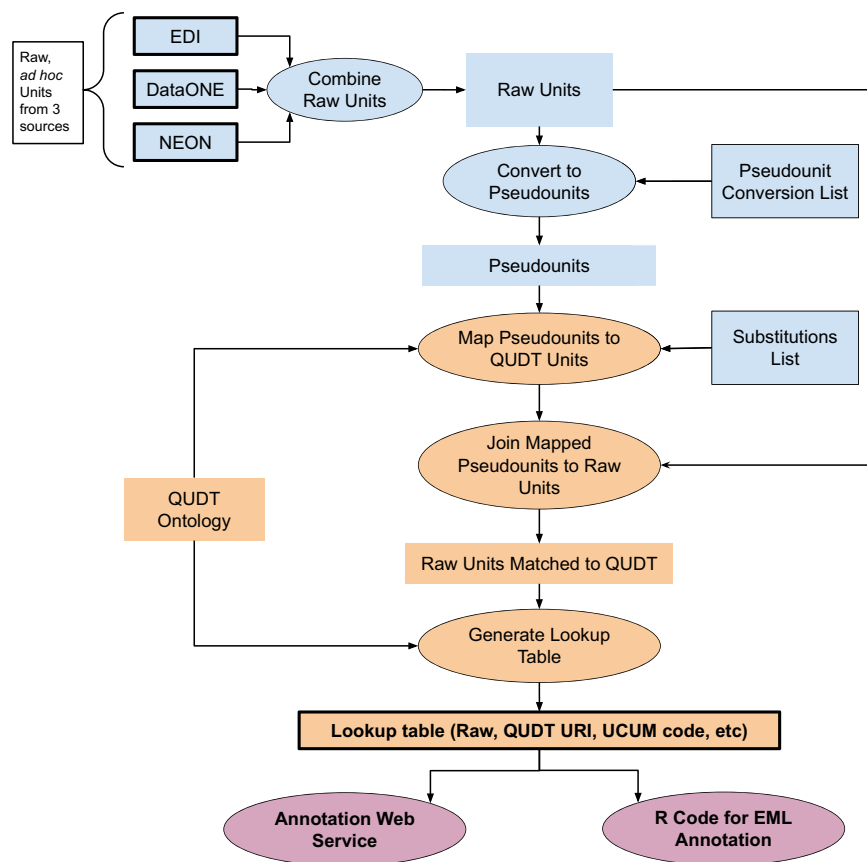 Raw,
ad hoc
Units
from 3
sources
EDI
DataONE
NEON
Combine
Raw Units
Raw Units
Convert to
Pseudounits
Pseudounit
Conversion List
Pseudounits
Map Pseudounits to
QUDT Units
Substitutions
List
Join Mapped
Pseudounits to Raw
Units
QUDT
Ontology
Raw Units Matched to QUDT
Generate Lookup
Table
Lookup table (Raw, QUDT URI, UCUM code, etc)
Annotation Web
Service
R Code for EML
Annotation